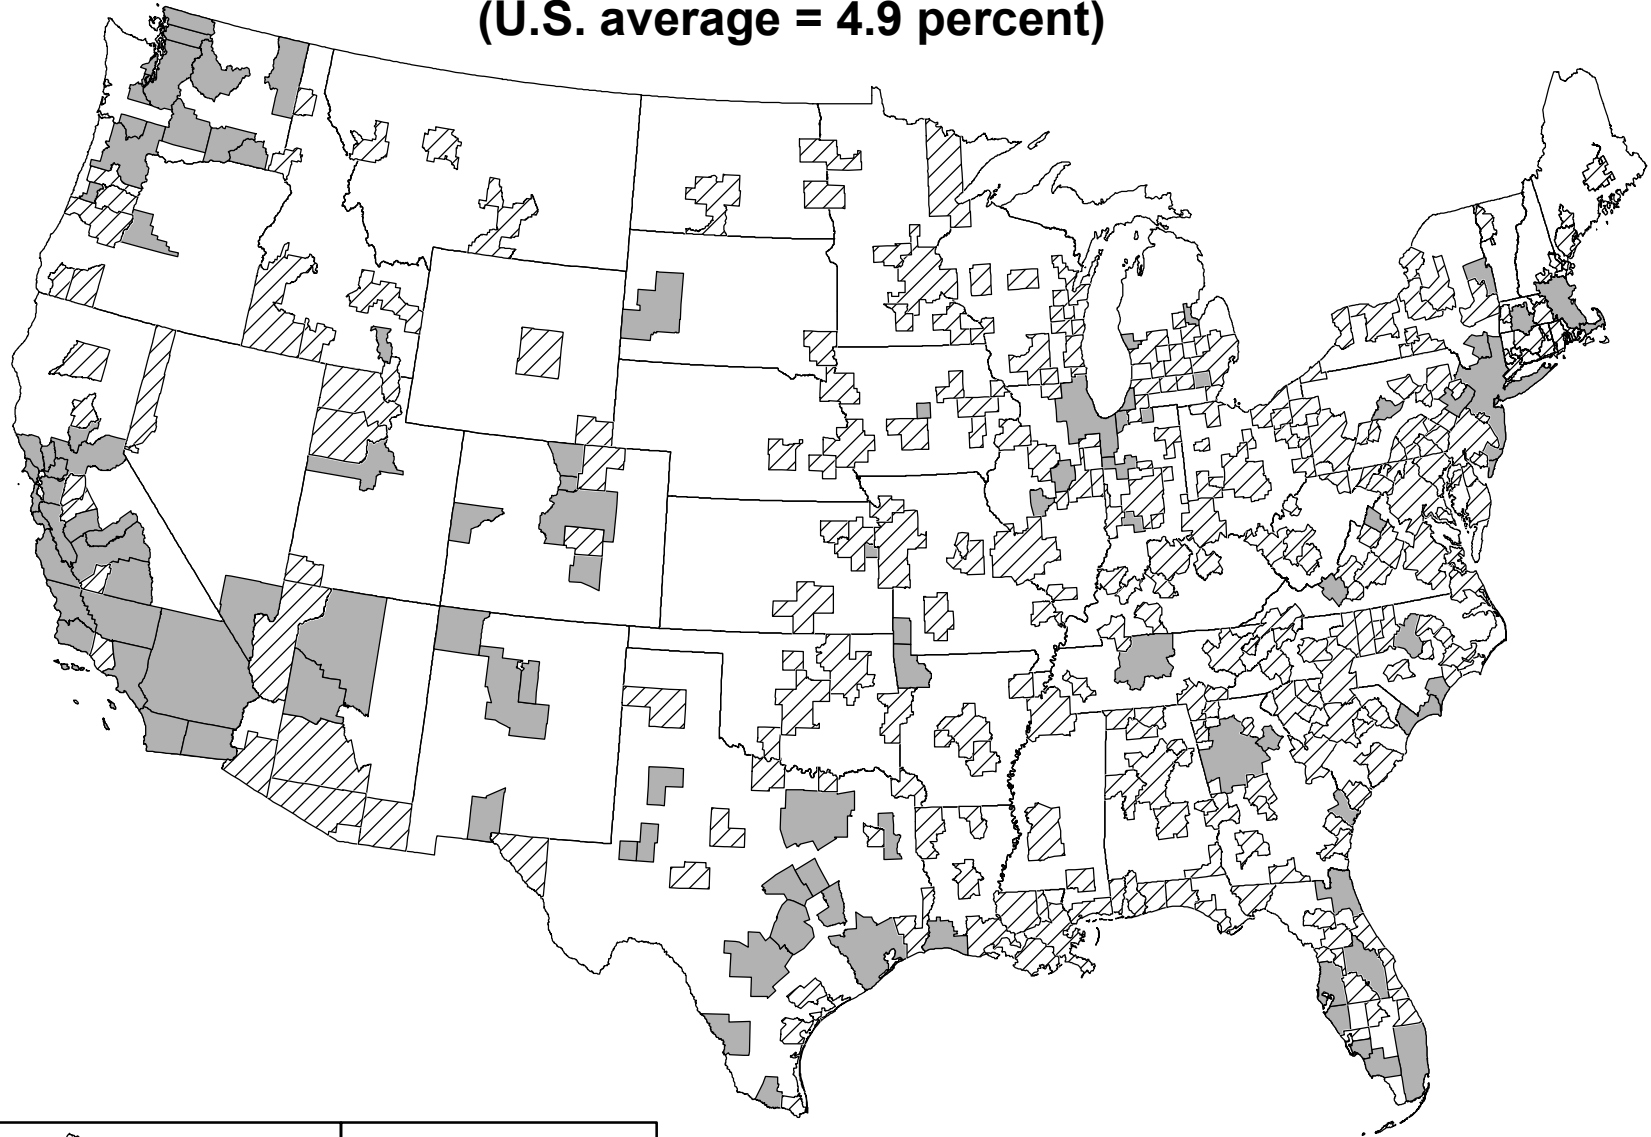 (U.S. average = 4.9 percent)